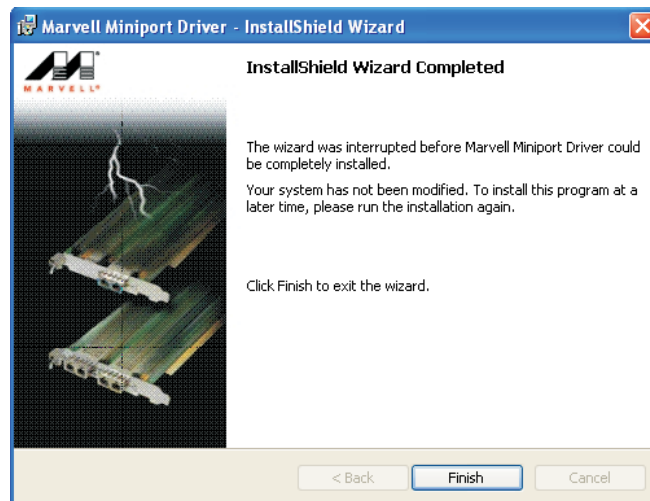 Marvell Miniport Driver - InstallShield Wizard
MARVELL®
InstallShield Wizard Completed
The wizard was interrupted before Marvell Miniport Driver could
be completely installed.
Your system has not been modified. To install this program at a
later time, please run the installation again.
Click Finish to exit the wizard.
< Back
Finish
Cancel